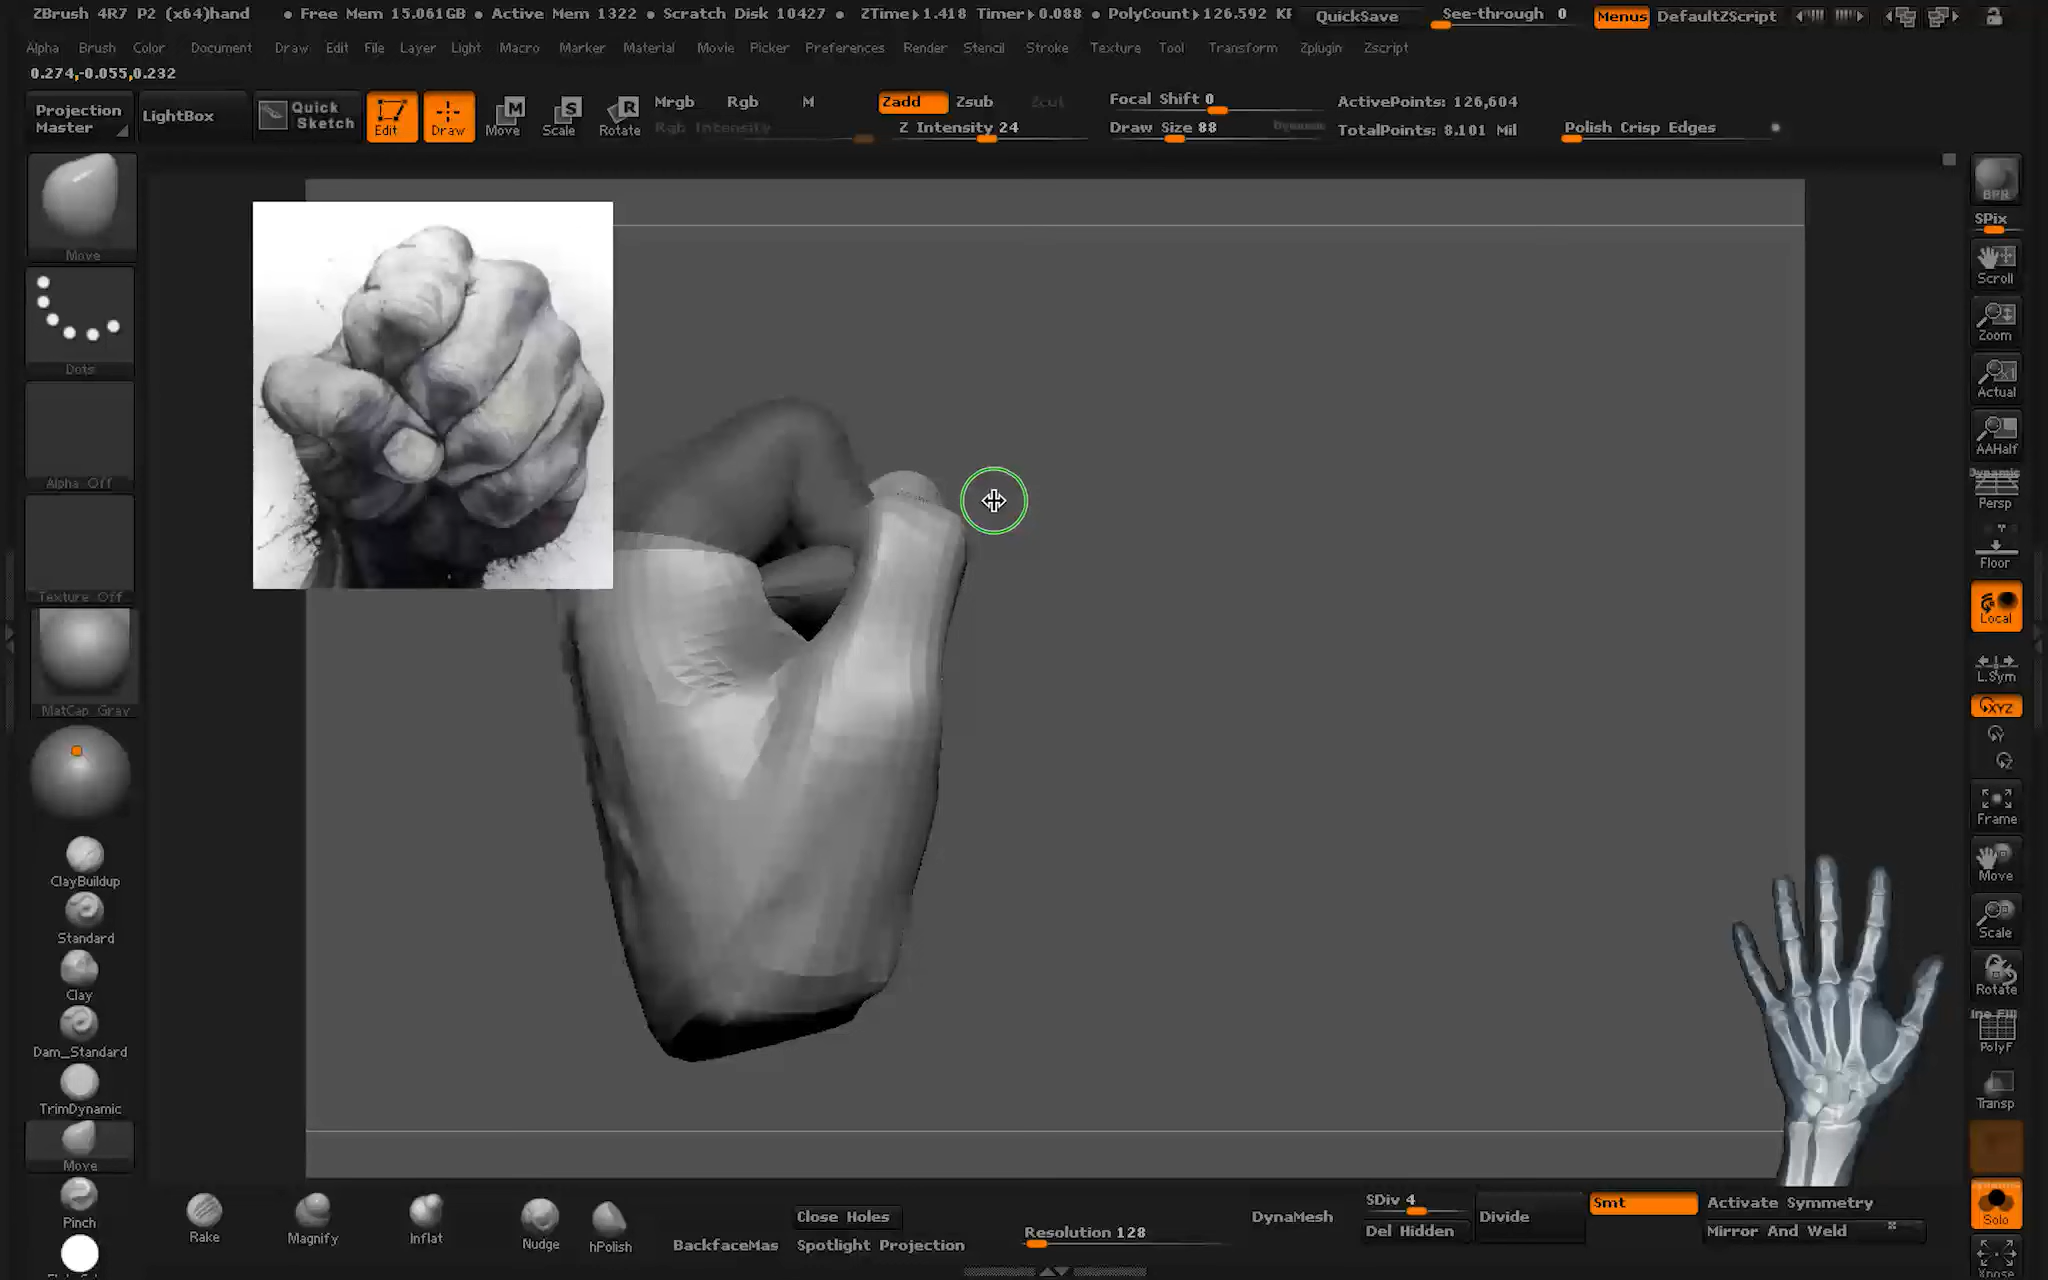 ZBrush 4R7 P2 (x64)hand • Free Mem 15.061GB • Active Mem 1322 • Scratch Disk 10427 • ZTime▸1.418 Timer▸0.088 • PolyCount▸126.592 KF
QuickSave See-through 0 Menus DefaultZScript
Alpha Brush Color Document Draw Edit File Layer Light Macro Marker Material Movie Picker Preferences Render Stencil Stroke Texture Tool Transform Zplugin Zscript
0.274,-0.055,0.232
Projection Master
LightBox
Quick Sketch
Edit
Draw
Move
Scale
Rotate
Mrgb Rgb M
Rgb Intensity
Zadd Zsub Zcut
Z Intensity 24
Focal Shift 0
Draw Size 88 Dynamic
ActivePoints: 126,604
TotalPoints: 8.101 Mil
Polish Crisp Edges
Move
Dots
Alpha Off
Texture Off
MatCap Gray
ClayBuildup
Standard
Clay
Dam_Standard
TrimDynamic
Move
Pinch
BPR
SPix
Scroll
Zoom
Actual
AAHalf
Dynamic
Persp
Floor
Local
L.Sym
XYZ
Frame
Move
Scale
Rotate
PolyF
Transp
Solo
Xpose
Rake
Magnify
Inflat
Nudge
hPolish
BackfaceMas
Close Holes
Spotlight Projection
Resolution 128
DynaMesh
SDiv 4
Del Hidden
Divide
Smt
Activate Symmetry
Mirror And Weld